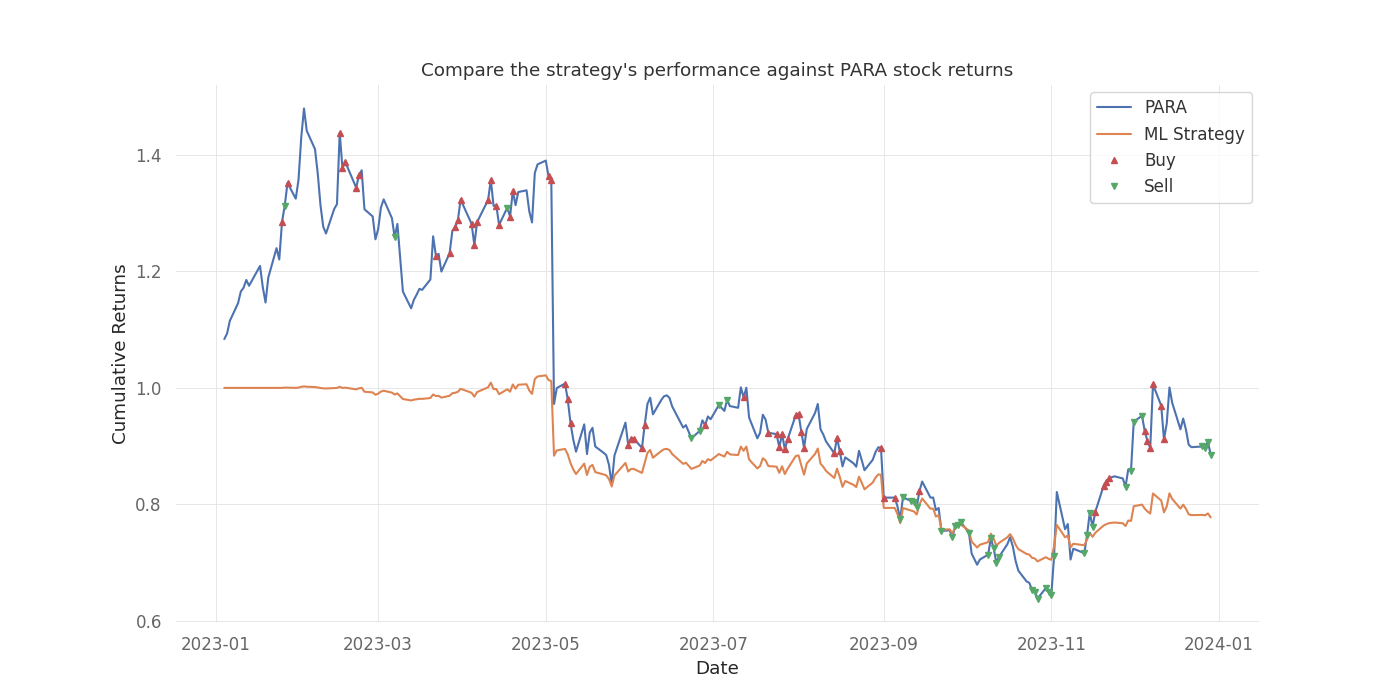 Compare the strategy's performance against PARA stock returns
PARA
ML Strategy
Buy
Sell
Cumulative Returns
1.4
1.2
1.0
0.8
0.6
2023-01
2023-03
2023-05
2023-07
2023-09
2023-11
2024-01
Date